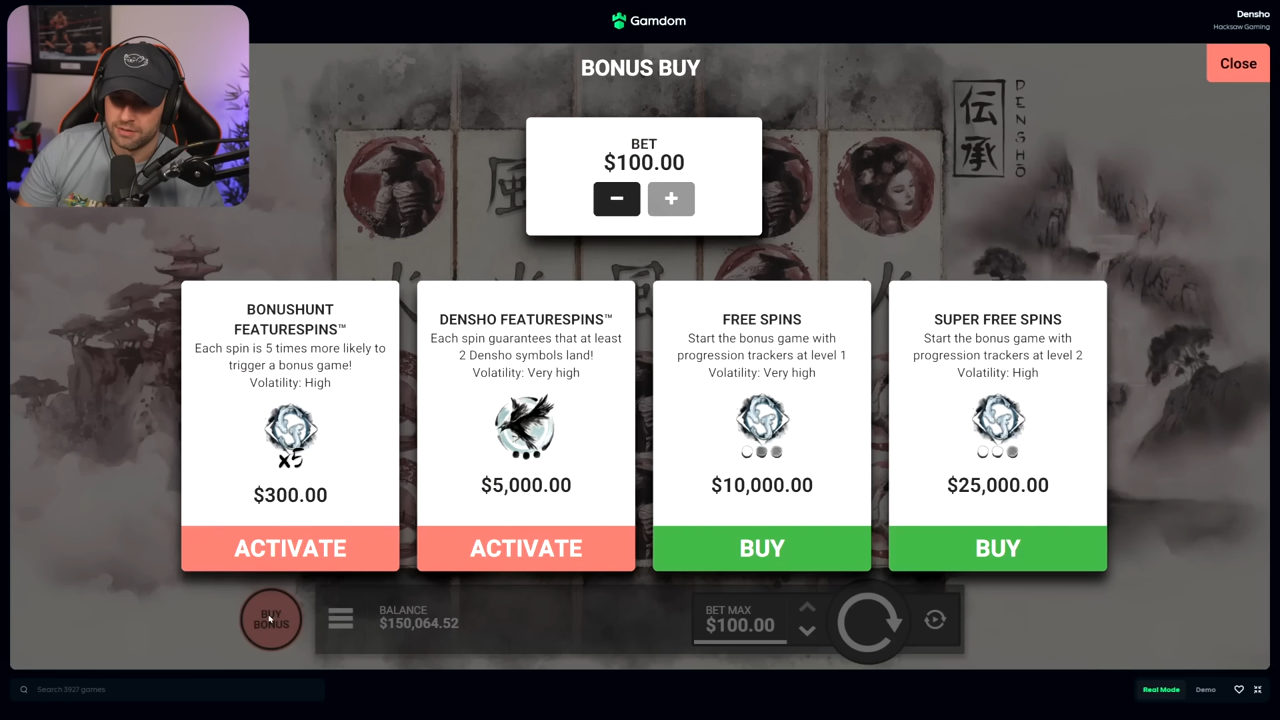 Gamdom
Densho
Hacksaw Gaming
Close
BONUS BUY
伝承
DENSHO
BET
$100.00
−
+
風
火
火
風
火
BONUSHUNT
FEATURESPINS™
Each spin is 5 times more likely to
trigger a bonus game!
Volatility: High
x5
$300.00
ACTIVATE
DENSHO FEATURESPINS™
Each spin guarantees that at least
2 Densho symbols land!
Volatility: Very high
$5,000.00
ACTIVATE
FREE SPINS
Start the bonus game with
progression trackers at level 1
Volatility: Very high
$10,000.00
BUY
SUPER FREE SPINS
Start the bonus game with
progression trackers at level 2
Volatility: High
$25,000.00
BUY
BUY
BONUS
BALANCE
$150,064.52
BET MAX
$100.00
Search 3927 games
Real Mode
Demo